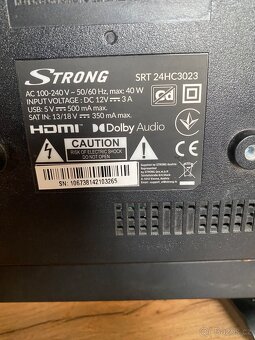 STRONG
SRT 24HC3023
AC 100-240 V ~ 50/60 Hz, max: 40 W
INPUT VOLTAGE : DC 12V ⎓ 3 A
USB: 5 V ⎓ 500 mA max.
SAT IN: 13/18 V ⎓ 350 mA max.
HDMI Dolby Audio
CAUTION
RISK OF ELECTRIC SHOCK
DO NOT OPEN
SN: 10673B142103265